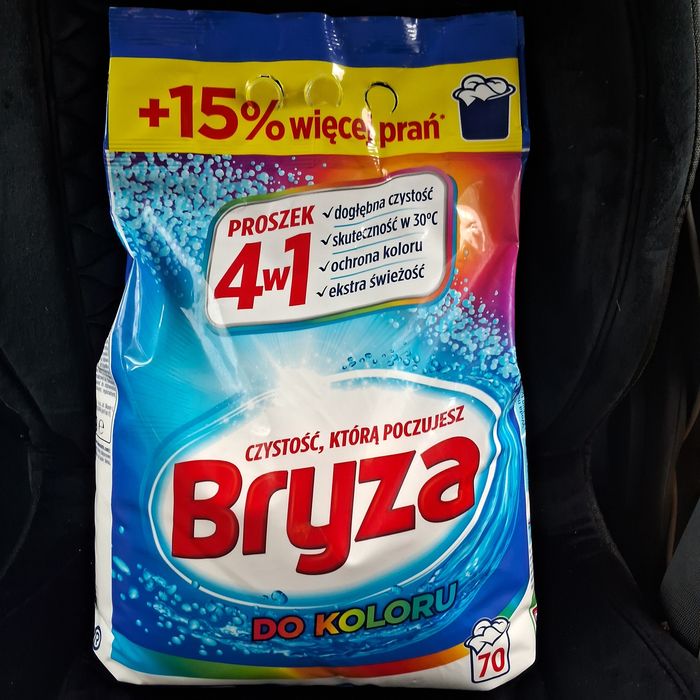 +15% więcej prań*
PROSZEK
4w1
✓dogłębna czystość
✓skuteczność w 30°C
✓ochrona koloru
✓ekstra świeżość
CZYSTOŚĆ, KTÓRĄ POCZUJESZ
Bryza
DO KOLORU
70